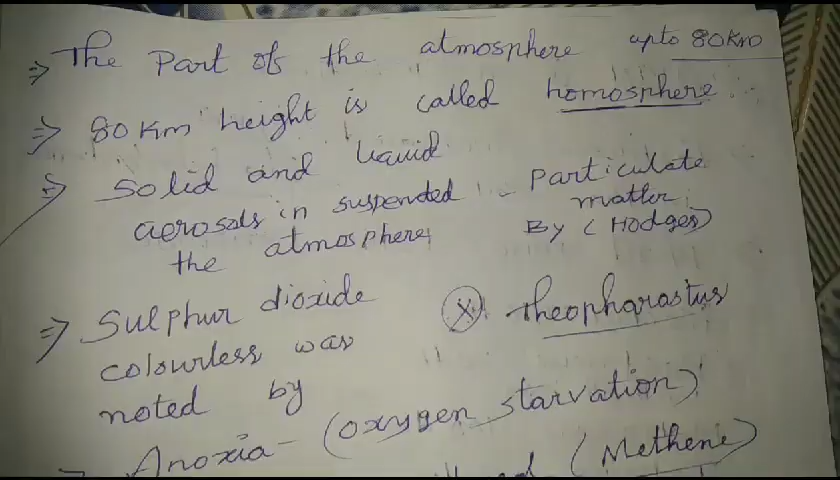 ⇒ The Part of the atmosphere upto 80km
⇒ 80 Km height is called homosphere.
⇒ Solid and liquid
aerosals in suspended - Particulate
the atmosphere matter
By (Hodges)
⇒ Sulphur dioxide ⓧ Theopharastus
colourless was
noted by
Anoxia - (oxygen starvation)
(Methene)